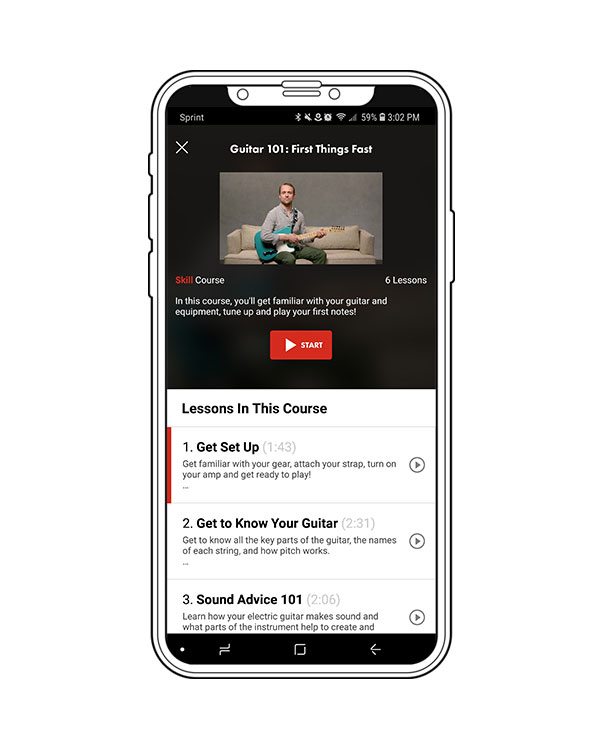 Sprint 59% 3:02 PM
Guitar 101: First Things Fast
Skill Course 6 Lessons
In this course, you'll get familiar with your guitar and
equipment, tune up and play your first notes!
START
Lessons In This Course
1. Get Set Up (1:43)
Get familiar with your gear, attach your strap, turn on
your amp and get ready to play!
...
2. Get to Know Your Guitar (2:31)
Get to know all the key parts of the guitar, the names
of each string, and how pitch works.
...
3. Sound Advice 101 (2:06)
Learn how your electric guitar makes sound and
what parts of the instrument help to create and